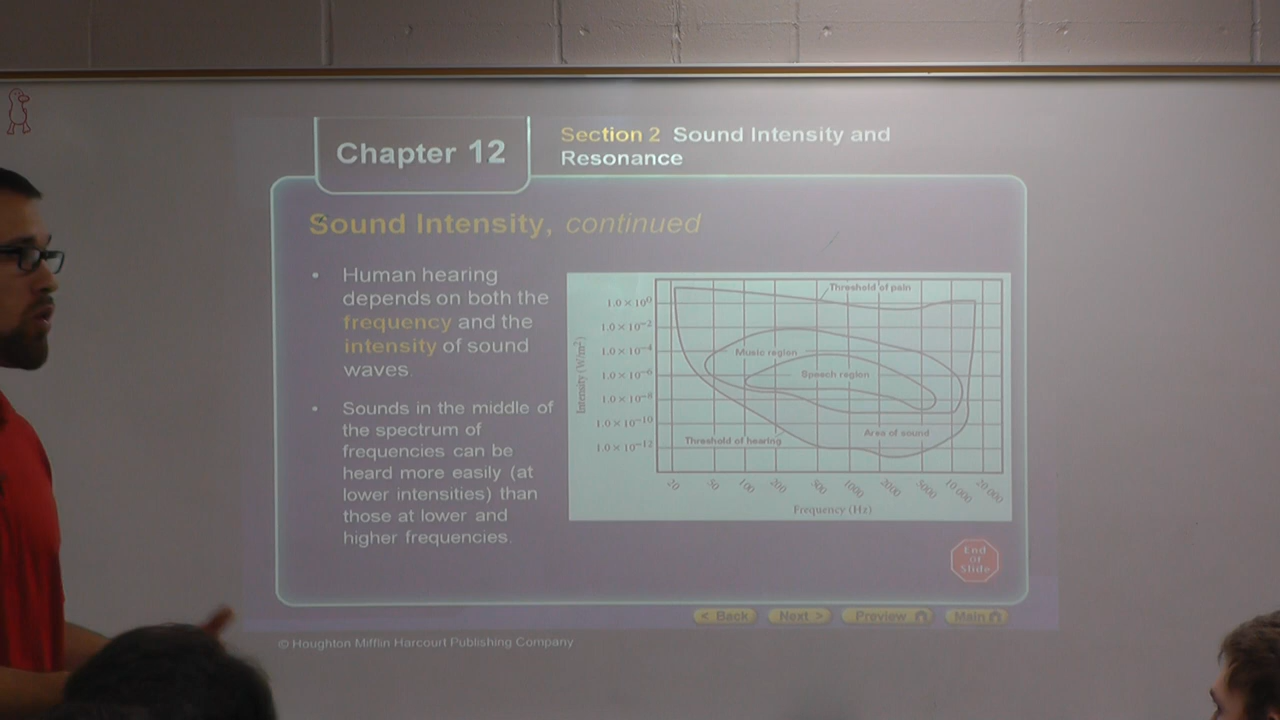 Chapter 12
Section 2 Sound Intensity and
Resonance
Sound Intensity, continued
• Human hearing
depends on both the
frequency and the
intensity of sound
waves.
• Sounds in the middle of
the spectrum of
frequencies can be
heard more easily (at
lower intensities) than
those at lower and
higher frequencies.
Intensity (W/m²)
1.0 × 10⁰
1.0 × 10⁻²
1.0 × 10⁻⁴
1.0 × 10⁻⁶
1.0 × 10⁻⁸
1.0 × 10⁻¹⁰
1.0 × 10⁻¹²
Threshold of pain
Music region
Speech region
Area of sound
Threshold of hearing
20 50 100 200 500 1000 2000 5000 10 000 20 000
Frequency (Hz)
End
Of
Slide
< Back Next > Preview Main
© Houghton Mifflin Harcourt Publishing Company